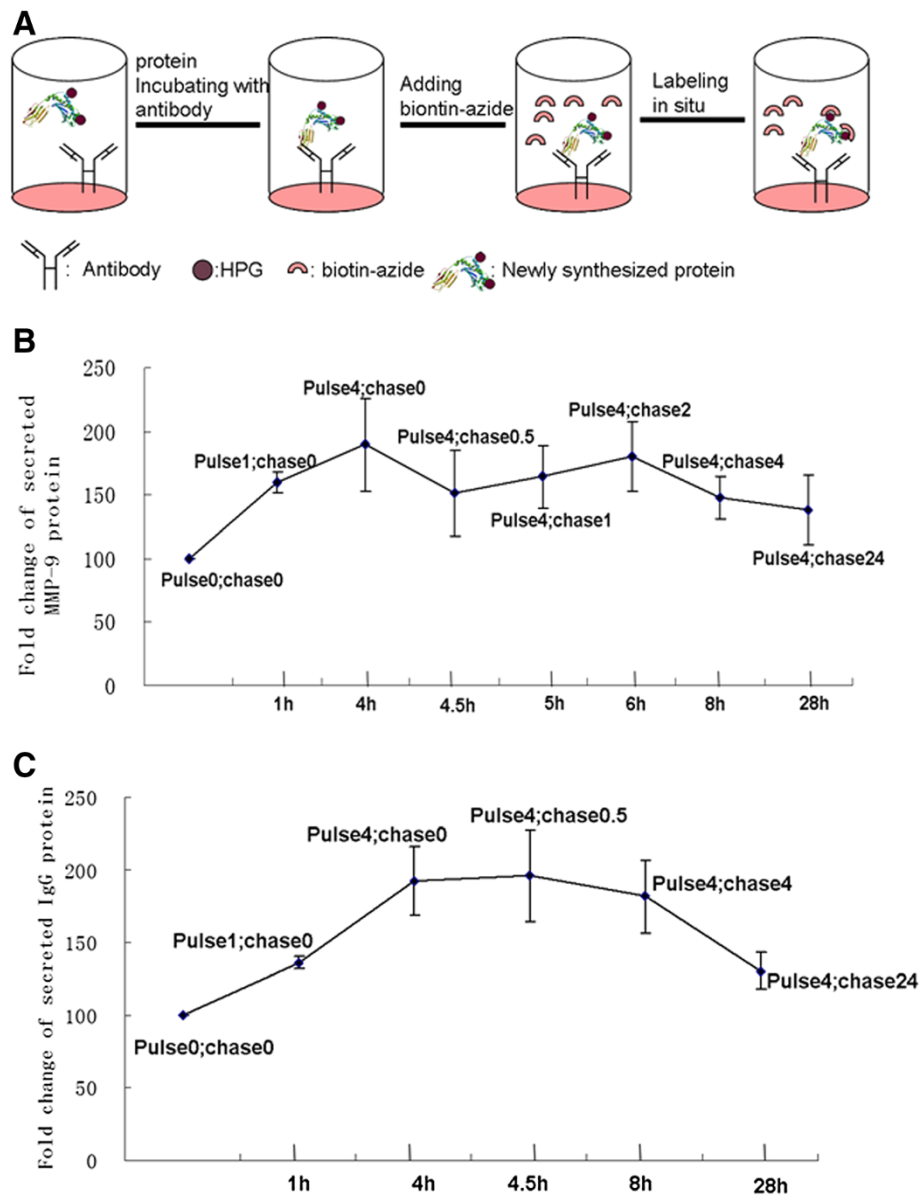 A
protein
Incubating with
antibody
Adding
biontin-azide
Labeling
in situ
: Antibody
:HPG
: biotin-azide
: Newly synthesized protein
B
Fold change of secreted
MMP-9 protein
250
200
150
100
50
0
Pulse0;chase0
Pulse1;chase0
Pulse4;chase0
Pulse4;chase0.5
Pulse4;chase1
Pulse4;chase2
Pulse4;chase4
Pulse4;chase24
1h
4h
4.5h
5h
6h
8h
28h
C
Fold change of secreted IgG protein
250
200
150
100
50
0
Pulse0;chase0
Pulse1;chase0
Pulse4;chase0
Pulse4;chase0.5
Pulse4;chase4
Pulse4;chase24
1h
4h
4.5h
8h
28h